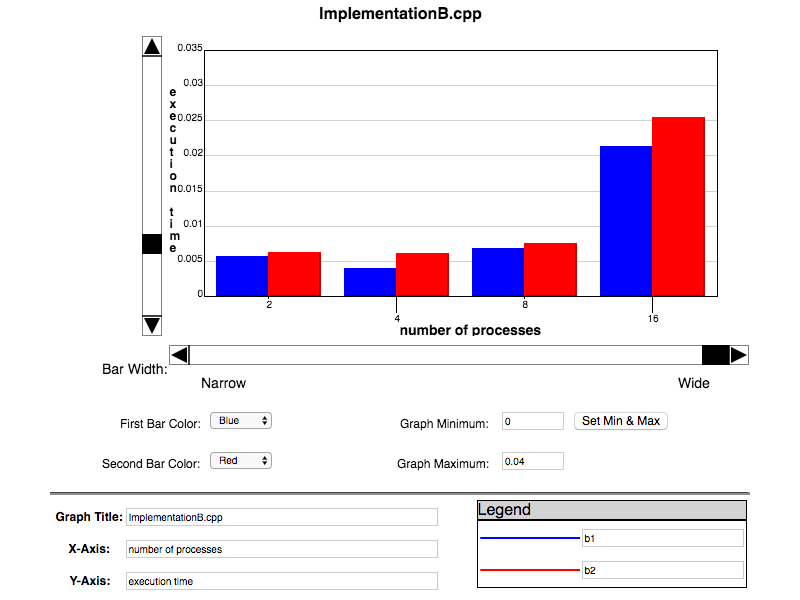 ImplementationB.cpp
0.035
0.03
0.025
0.02
0.015
0.01
0.005
0
execution time
2
4
8
16
number of processes
Bar Width:
Narrow
Wide
First Bar Color:
Blue
Graph Minimum:
0
Set Min & Max
Second Bar Color:
Red
Graph Maximum:
0.04
Graph Title:
ImplementationB.cpp
X-Axis:
number of processes
Y-Axis:
execution time
Legend
b1
b2